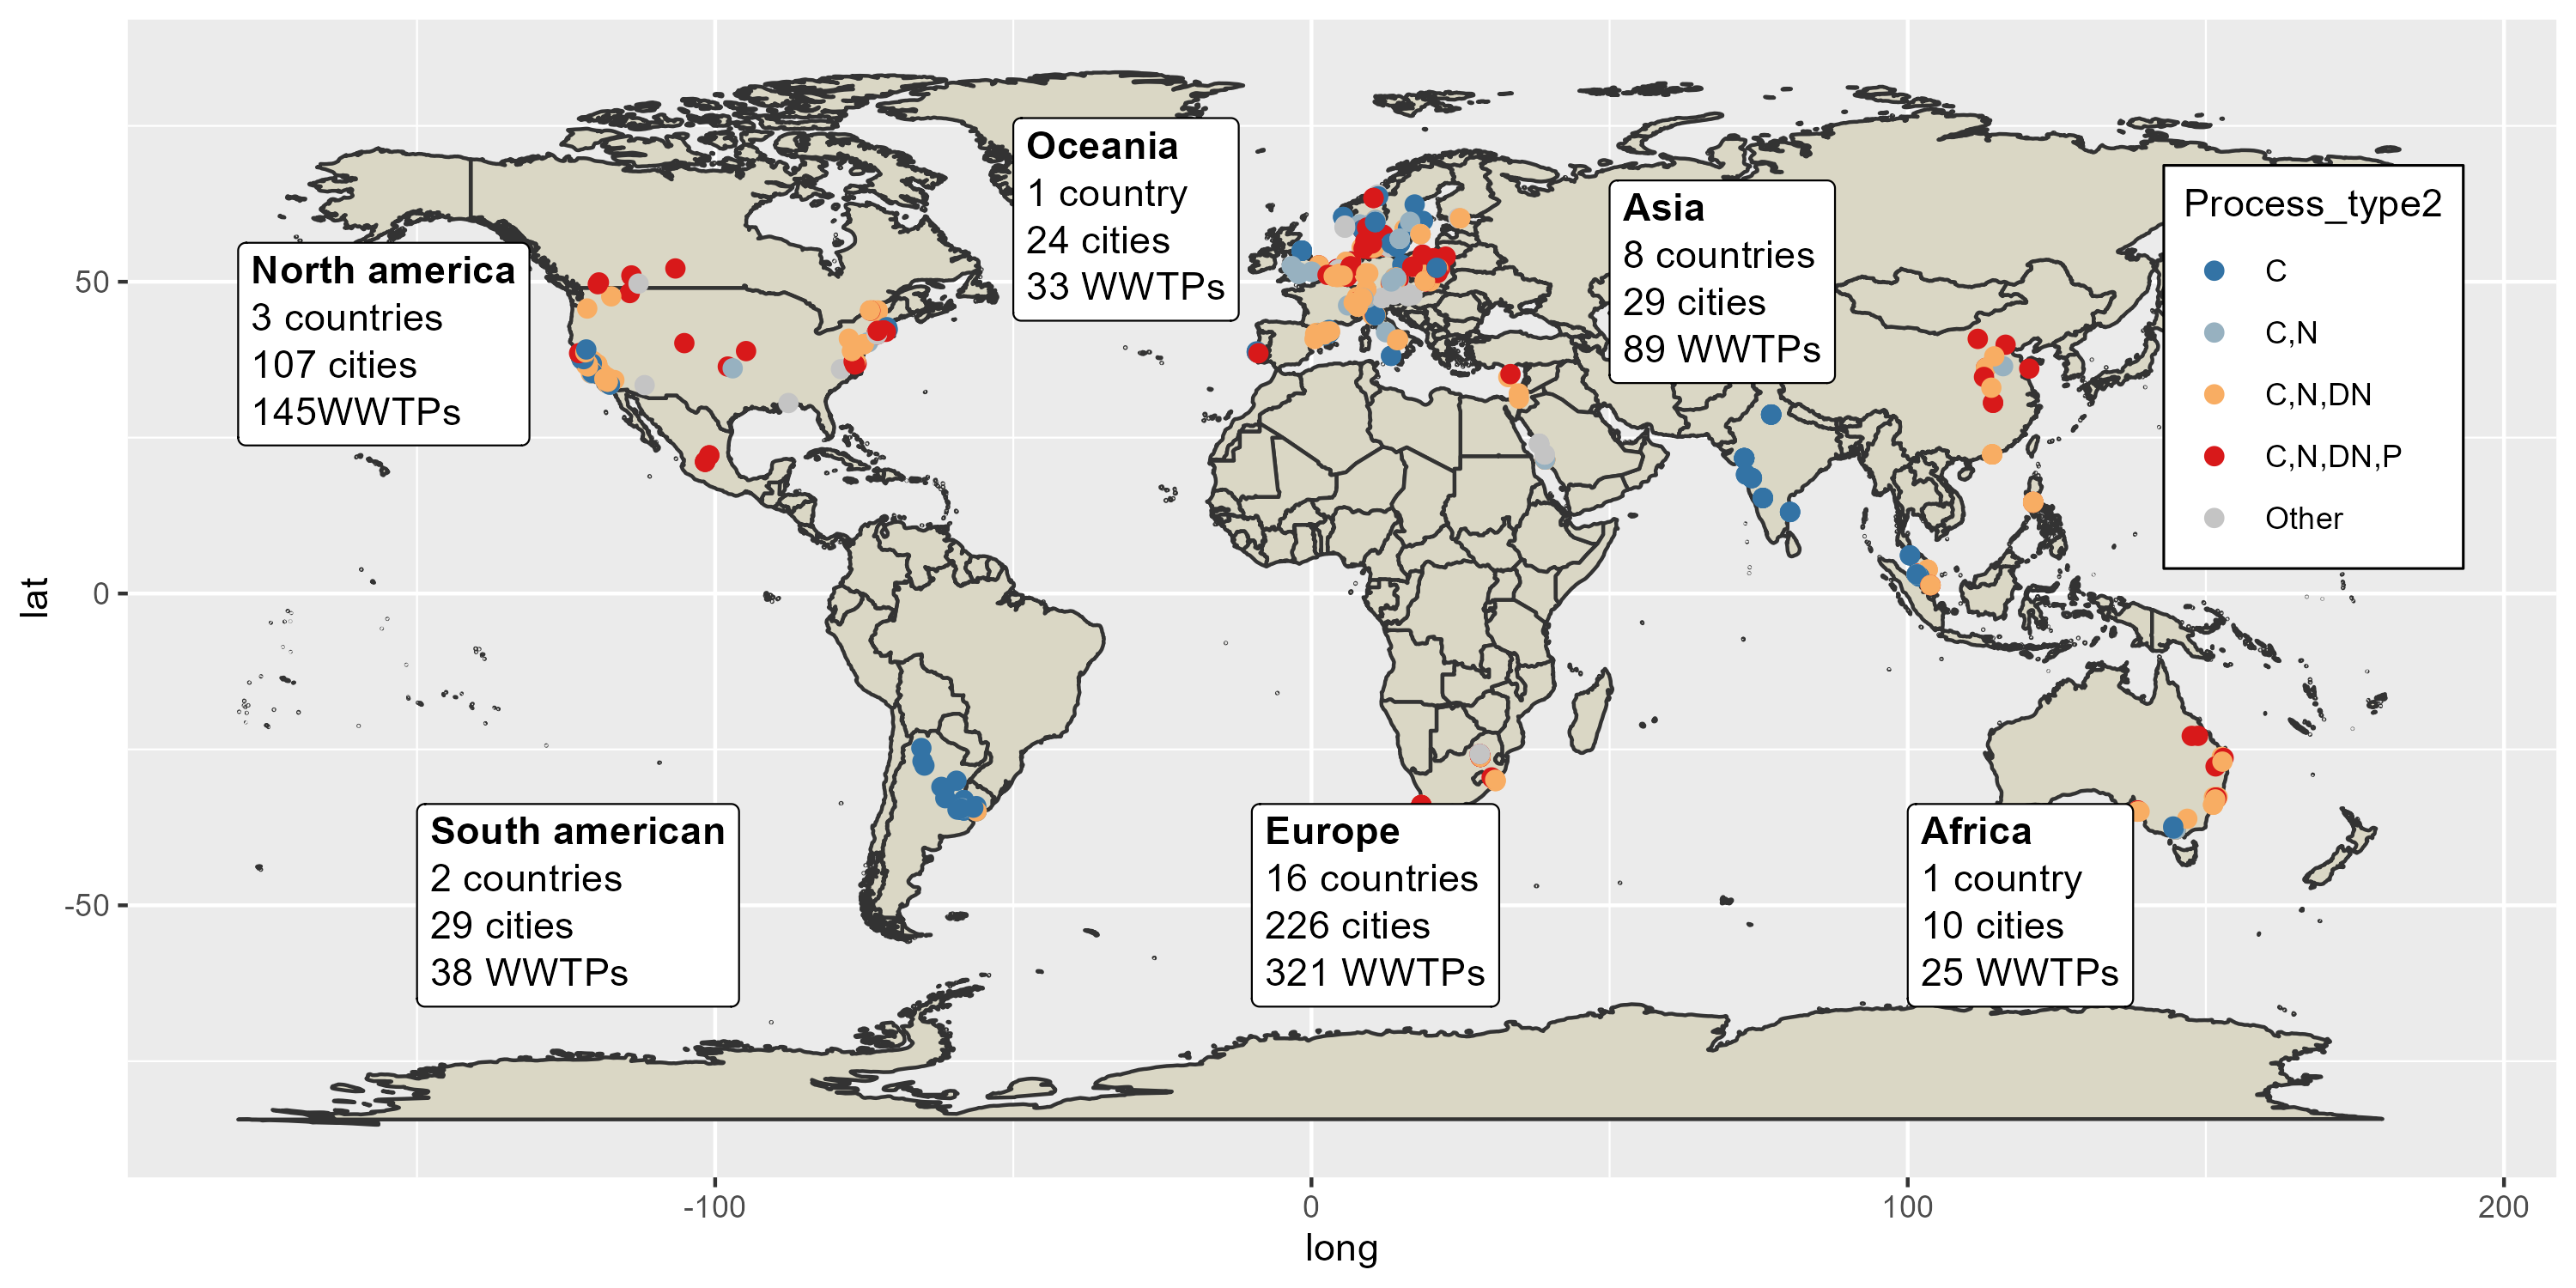 Oceania
1 country
24 cities
33 WWTPs
Asia
8 countries
29 cities
89 WWTPs
North america
3 countries
107 cities
145WWTPs
Process_type2
C
C,N
C,N,DN
C,N,DN,P
Other
South american
2 countries
29 cities
38 WWTPs
Europe
16 countries
226 cities
321 WWTPs
Africa
1 country
10 cities
25 WWTPs
50
0
-50
lat
-100
0
100
200
long